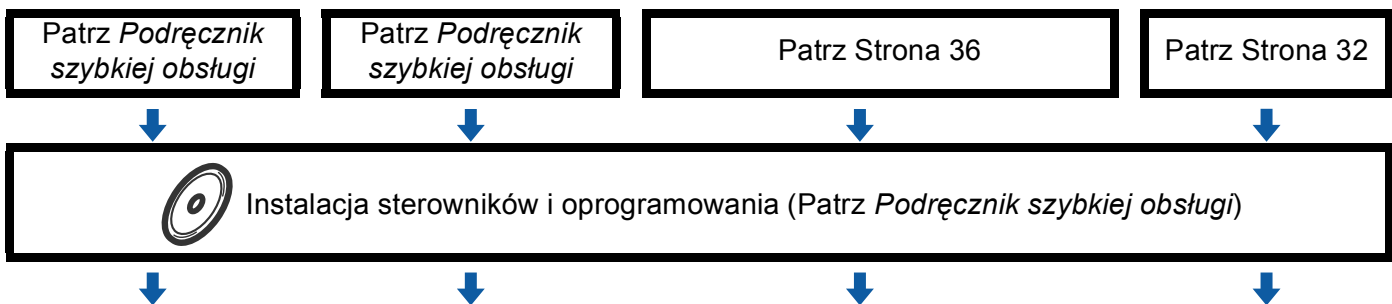 Patrz Podręcznik
szybkiej obsługi
Patrz Podręcznik
szybkiej obsługi
Patrz Strona 36
Patrz Strona 32
Instalacja sterowników i oprogramowania (Patrz Podręcznik szybkiej obsługi)